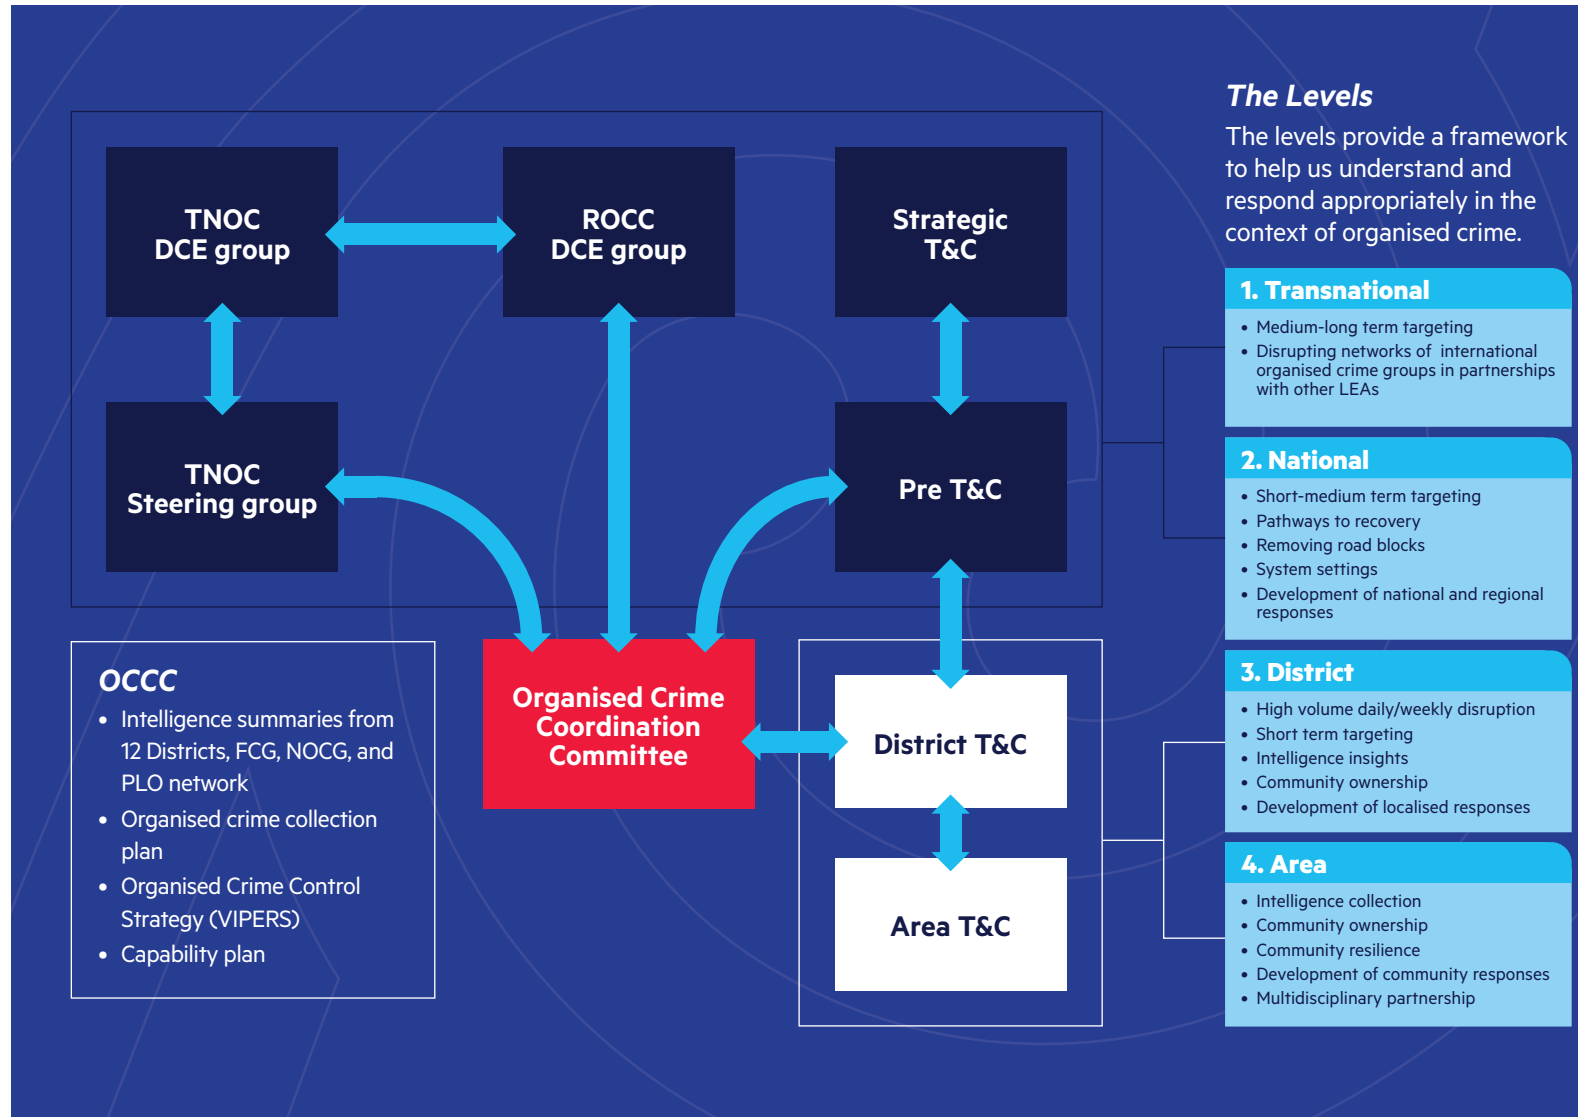 TNOC
DCE group
ROCC
DCE group
Strategic
T&C
TNOC
Steering group
Pre T&C
Organised Crime
Coordination
Committee
District T&C
Area T&C
OCCC
• Intelligence summaries from
12 Districts, FCG, NOCG, and
PLO network
• Organised crime collection
plan
• Organised Crime Control
Strategy (VIPERS)
• Capability plan
The Levels
The levels provide a framework
to help us understand and
respond appropriately in the
context of organised crime.
1. Transnational
• Medium-long term targeting
• Disrupting networks of international
organised crime groups in partnerships
with other LEAs
2. National
• Short-medium term targeting
• Pathways to recovery
• Removing road blocks
• System settings
• Development of national and regional
responses
3. District
• High volume daily/weekly disruption
• Short term targeting
• Intelligence insights
• Community ownership
• Development of localised responses
4. Area
• Intelligence collection
• Community ownership
• Community resilience
• Development of community responses
• Multidisciplinary partnership